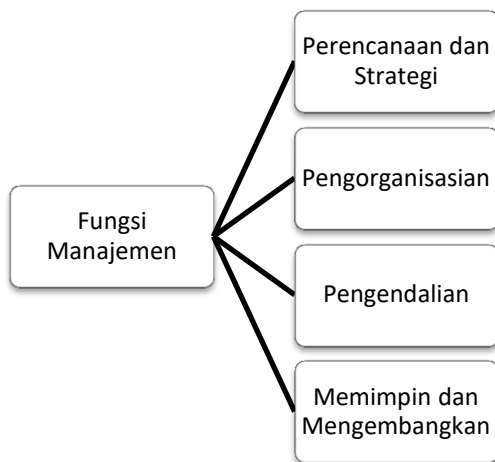 Fungsi
Manajemen
Perencanaan dan
Strategi
Pengorganisasian
Pengendalian
Memimpin dan
Mengembangkan